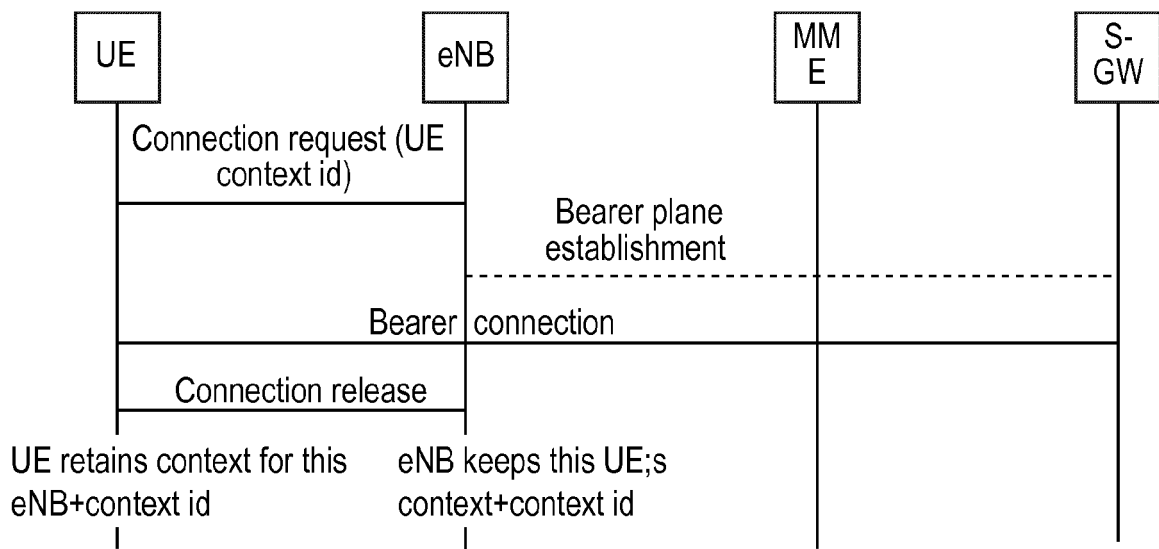 UE
eNB
MM
E
S-
GW
Connection request (UE
context id)
Bearer plane
establishment
Bearer connection
Connection release
UE retains context for this
eNB+context id
eNB keeps this UE;s
context+context id